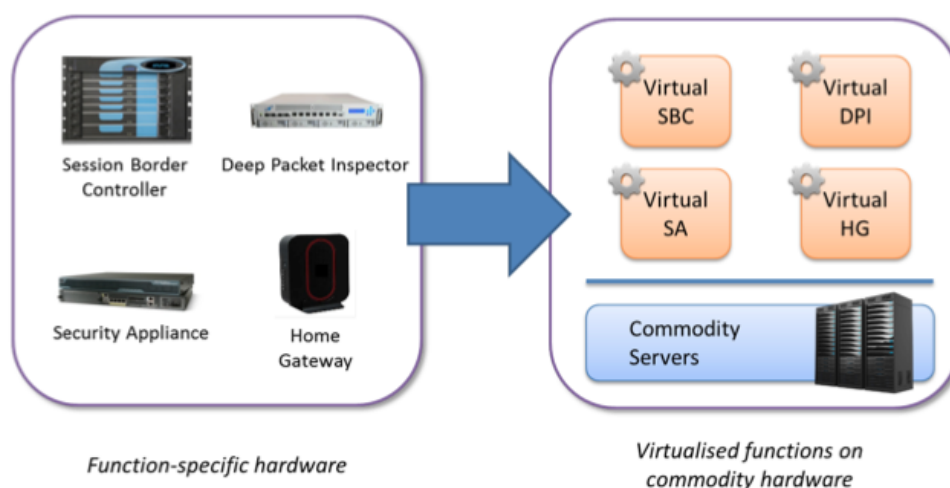 Session Border
Controller
Deep Packet Inspector
Security Appliance
Home
Gateway
Function-specific hardware
Virtual
SBC
Virtual
DPI
Virtual
SA
Virtual
HG
Commodity
Servers
Virtualised functions on
commodity hardware